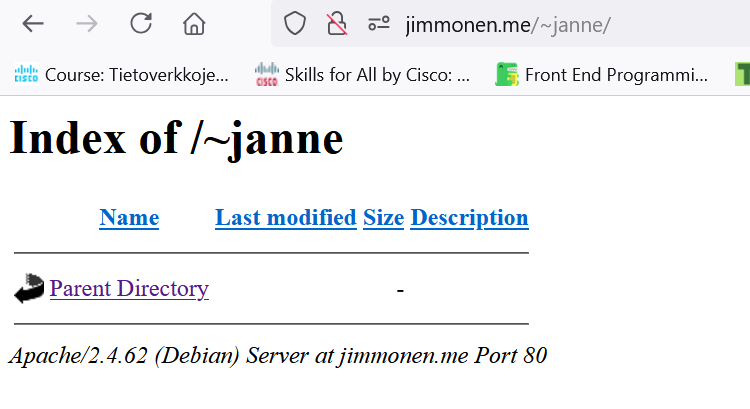 jimmonen.me/~janne/
CISCO Course: Tietoverkkoje... CISCO Skills for All by Cisco: ... Front End Programmi... T
Index of /~janne
Name Last modified Size Description
Parent Directory -
Apache/2.4.62 (Debian) Server at jimmonen.me Port 80